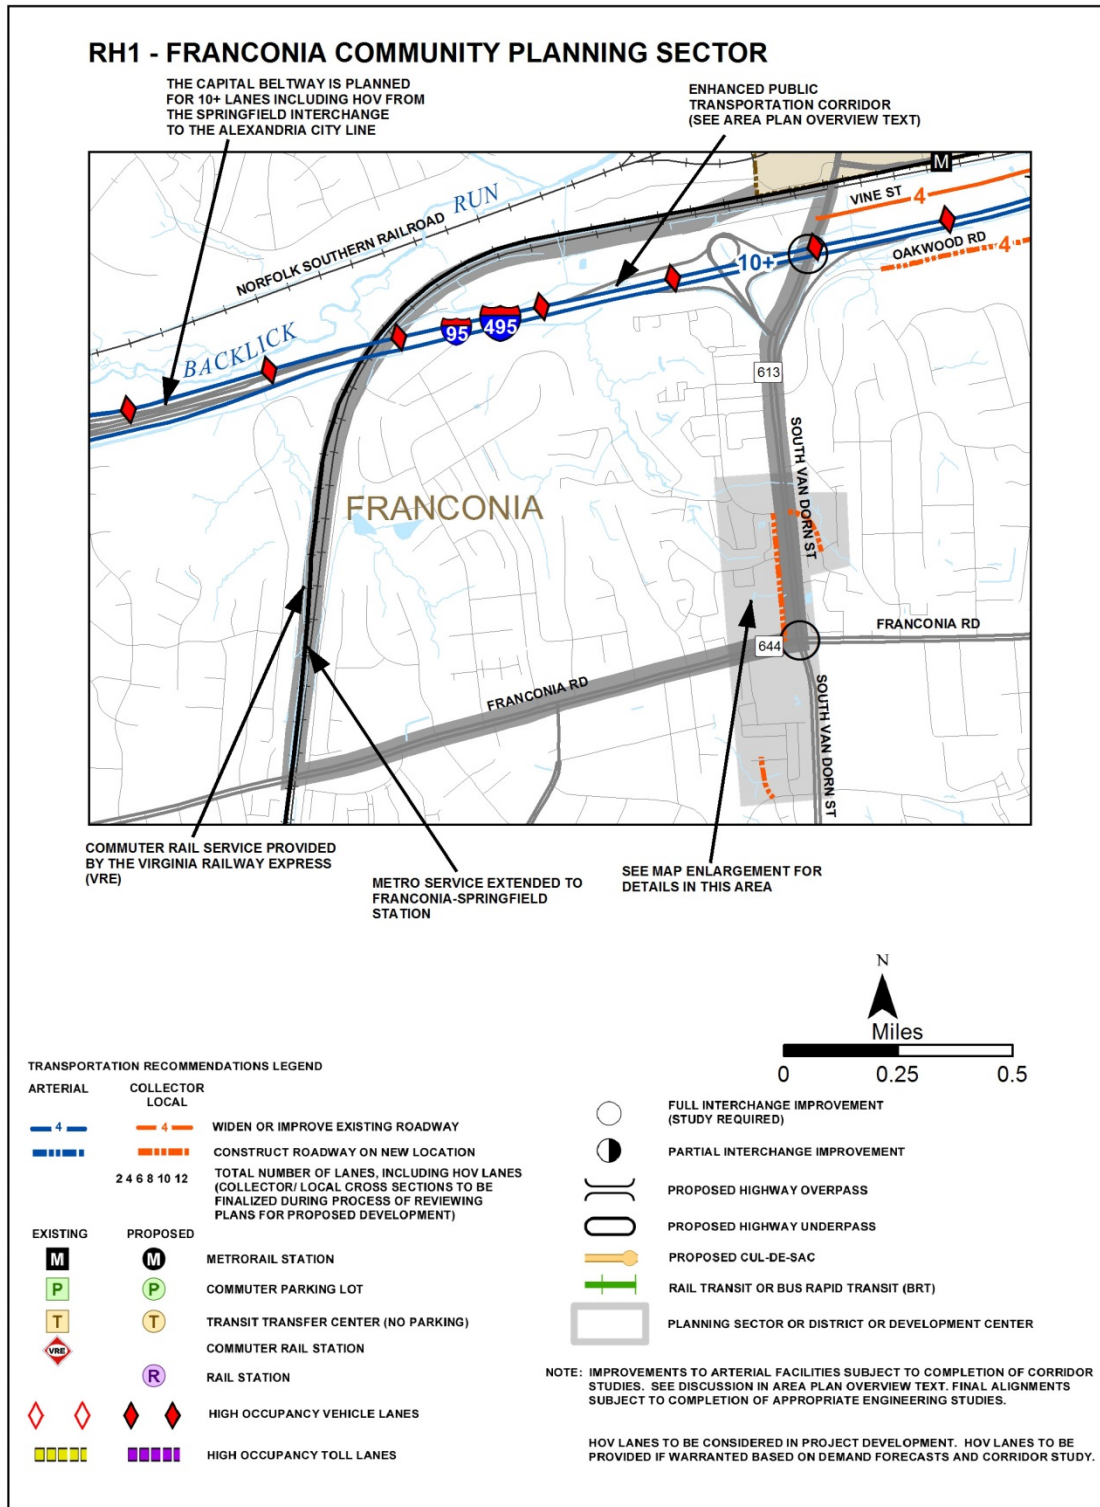 RH1 - FRANCONIA COMMUNITY PLANNING SECTOR
THE CAPITAL BELTWAY IS PLANNED
FOR 10+ LANES INCLUDING HOV FROM
THE SPRINGFIELD INTERCHANGE
TO THE ALEXANDRIA CITY LINE
ENHANCED PUBLIC
TRANSPORTATION CORRIDOR
(SEE AREA PLAN OVERVIEW TEXT)
M
VINE ST
4
OAKWOOD RD
4
NORFOLK SOUTHERN RAILROAD
BACKLICK RUN
10+
95
495
613
SOUTH VAN DORN ST
FRANCONIA
644
FRANCONIA RD
FRANCONIA RD
SOUTH VAN DORN ST
COMMUTER RAIL SERVICE PROVIDED
BY THE VIRGINIA RAILWAY EXPRESS
(VRE)
METRO SERVICE EXTENDED TO
FRANCONIA-SPRINGFIELD
STATION
SEE MAP ENLARGEMENT FOR
DETAILS IN THIS AREA
N
Miles
0 0.25 0.5
TRANSPORTATION RECOMMENDATIONS LEGEND
ARTERIAL COLLECTOR
LOCAL
4 4 WIDEN OR IMPROVE EXISTING ROADWAY
CONSTRUCT ROADWAY ON NEW LOCATION
2 4 6 8 10 12 TOTAL NUMBER OF LANES, INCLUDING HOV LANES
(COLLECTOR/ LOCAL CROSS SECTIONS TO BE
FINALIZED DURING PROCESS OF REVIEWING
PLANS FOR PROPOSED DEVELOPMENT)
EXISTING PROPOSED
M M METRORAIL STATION
P P COMMUTER PARKING LOT
T T TRANSIT TRANSFER CENTER (NO PARKING)
VRE COMMUTER RAIL STATION
R RAIL STATION
HIGH OCCUPANCY VEHICLE LANES
HIGH OCCUPANCY TOLL LANES
FULL INTERCHANGE IMPROVEMENT
(STUDY REQUIRED)
PARTIAL INTERCHANGE IMPROVEMENT
PROPOSED HIGHWAY OVERPASS
PROPOSED HIGHWAY UNDERPASS
PROPOSED CUL-DE-SAC
RAIL TRANSIT OR BUS RAPID TRANSIT (BRT)
PLANNING SECTOR OR DISTRICT OR DEVELOPMENT CENTER
NOTE: IMPROVEMENTS TO ARTERIAL FACILITIES SUBJECT TO COMPLETION OF CORRIDOR
STUDIES. SEE DISCUSSION IN AREA PLAN OVERVIEW TEXT. FINAL ALIGNMENTS
SUBJECT TO COMPLETION OF APPROPRIATE ENGINEERING STUDIES.
HOV LANES TO BE CONSIDERED IN PROJECT DEVELOPMENT. HOV LANES TO BE
PROVIDED IF WARRANTED BASED ON DEMAND FORECASTS AND CORRIDOR STUDY.